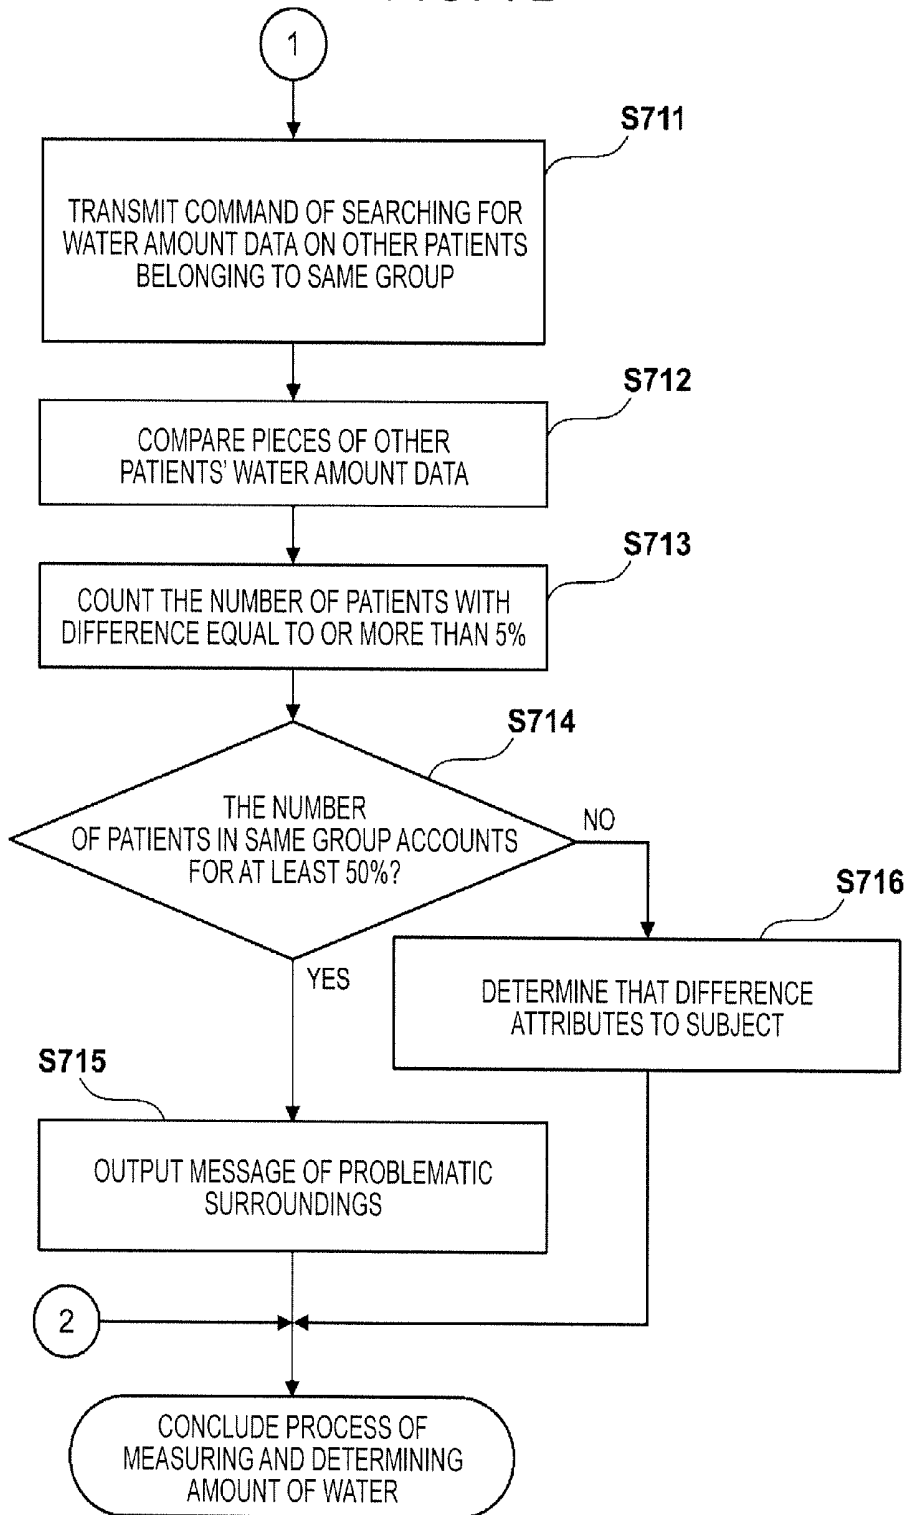 1
S711
TRANSMIT COMMAND OF SEARCHING FOR
WATER AMOUNT DATA ON OTHER PATIENTS
BELONGING TO SAME GROUP
S712
COMPARE PIECES OF OTHER
PATIENTS' WATER AMOUNT DATA
S713
COUNT THE NUMBER OF PATIENTS WITH
DIFFERENCE EQUAL TO OR MORE THAN 5%
S714
THE NUMBER
OF PATIENTS IN SAME GROUP ACCOUNTS
FOR AT LEAST 50%?
NO
S716
DETERMINE THAT DIFFERENCE
ATTRIBUTES TO SUBJECT
YES
S715
OUTPUT MESSAGE OF PROBLEMATIC
SURROUNDINGS
2
CONCLUDE PROCESS OF
MEASURING AND DETERMINING
AMOUNT OF WATER